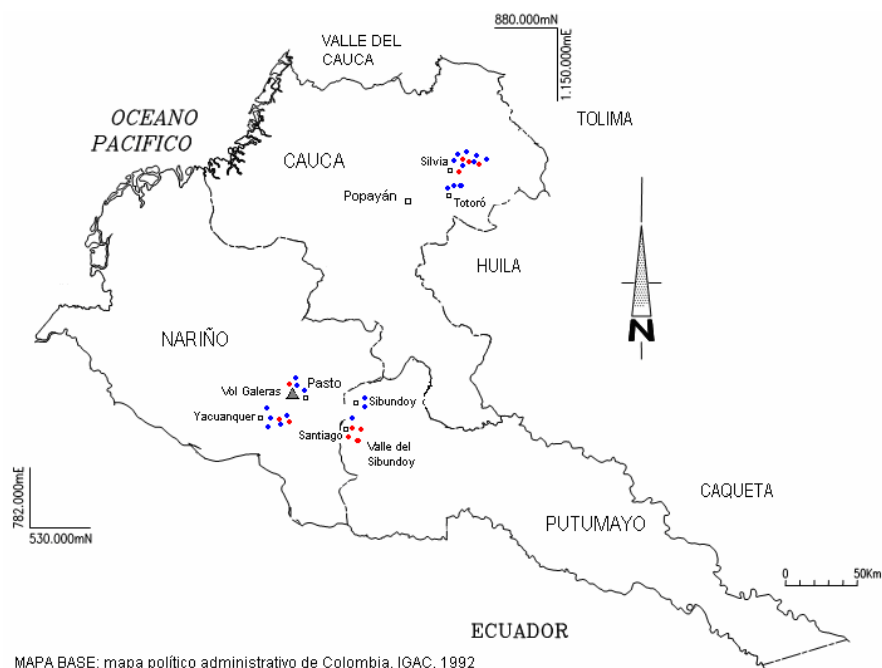 880.000mN
1.150.000mE
VALLE DEL
CAUCA
OCEANO
PACIFICO
TOLIMA
CAUCA
Silvia
Popayán
Totoró
HUILA
N
NARIÑO
Vol Galeras
Pasto
Sibundoy
Yacuanquer
Santiago
Valle del
Sibundoy
782.000mE
530.000mN
CAQUETA
PUTUMAYO
0
50Km
ECUADOR
MAPA BASE: mapa político administrativo de Colombia, IGAC, 1992